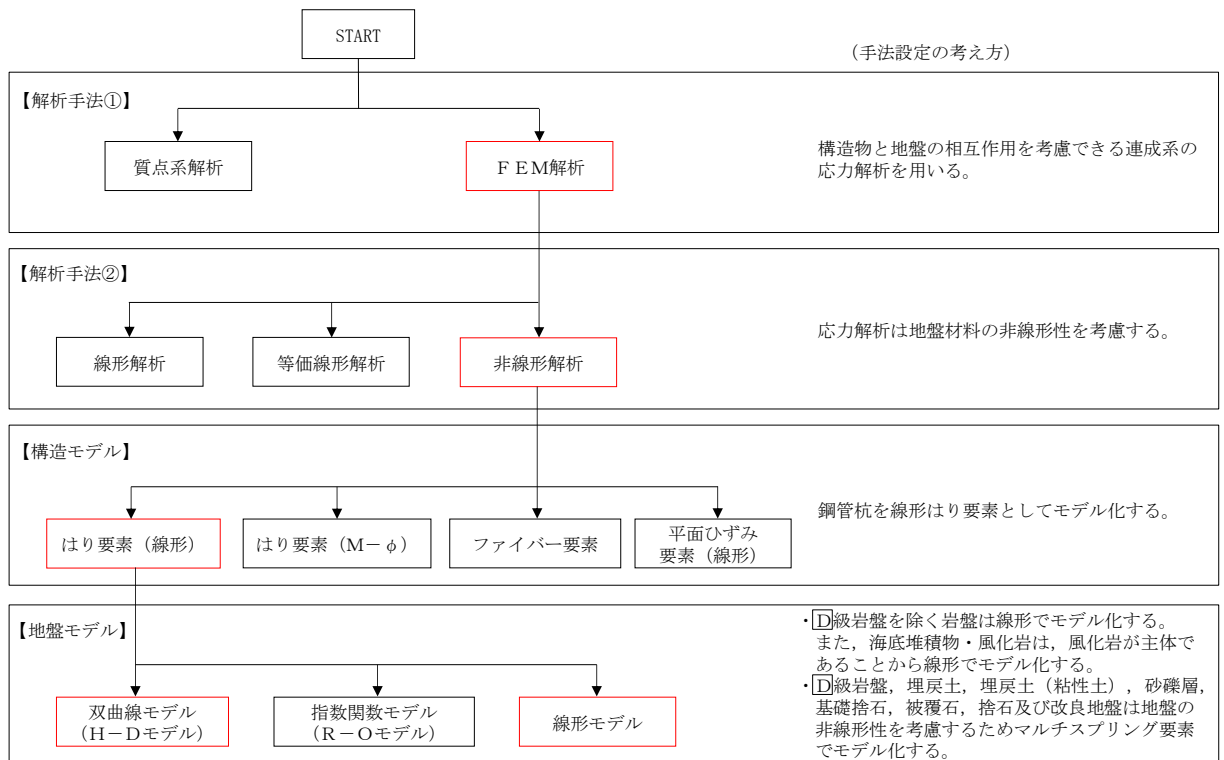 START
(手法設定の考え方)
【解析手法①】
質点系解析
FEM解析
構造物と地盤の相互作用を考慮できる連成系の
応力解析を用いる。
【解析手法②】
線形解析
等価線形解析
非線形解析
応力解析は地盤材料の非線形性を考慮する。
【構造モデル】
はり要素(線形)
はり要素(M-φ)
ファイバー要素
平面ひずみ
要素(線形)
鋼管杭を線形はり要素としてモデル化する。
【地盤モデル】
双曲線モデル
(H-Dモデル)
指数関数モデル
(R-Oモデル)
線形モデル
・D級岩盤を除く岩盤は線形でモデル化する。
また,海底堆積物・風化岩は,風化岩が主体で
あることから線形でモデル化する。
・D級岩盤,埋戻土,埋戻土(粘性土),砂礫層,
基礎捨石,被覆石,捨石及び改良地盤は地盤の
非線形性を考慮するためマルチスプリング要素
でモデル化する。